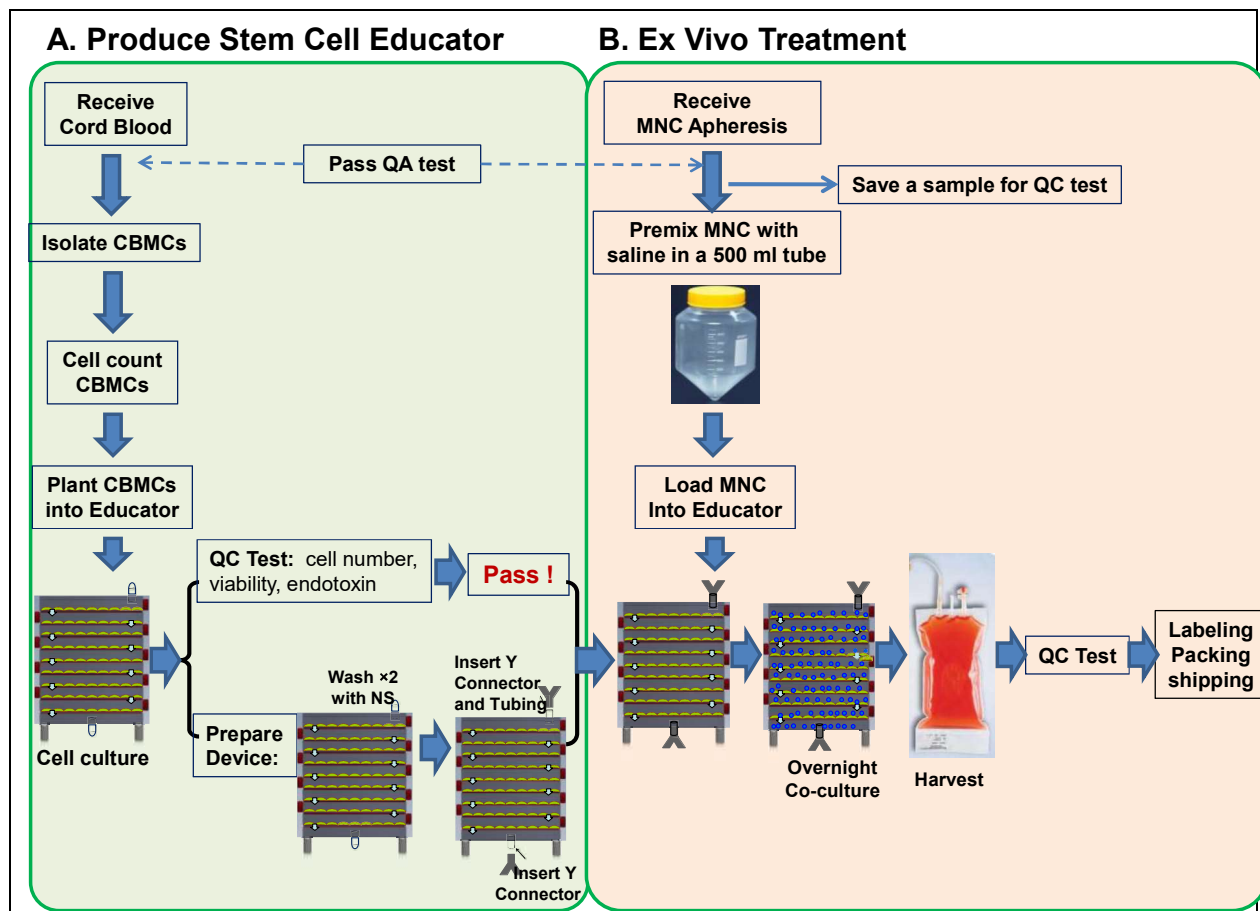 A. Produce Stem Cell Educator
B. Ex Vivo Treatment
Receive
Cord Blood
Pass QA test
Isolate CBMCs
Cell count
CBMCs
Plant CBMCs
into Educator
Cell culture
QC Test: cell number,
viability, endotoxin
Pass !
Prepare
Device:
Wash ×2
with NS
Insert Y
Connector
and Tubing
Insert Y
Connector
Receive
MNC Apheresis
Save a sample for QC test
Premix MNC with
saline in a 500 ml tube
Load MNC
Into Educator
Overnight
Co-culture
Harvest
QC Test
Labeling
Packing
shipping